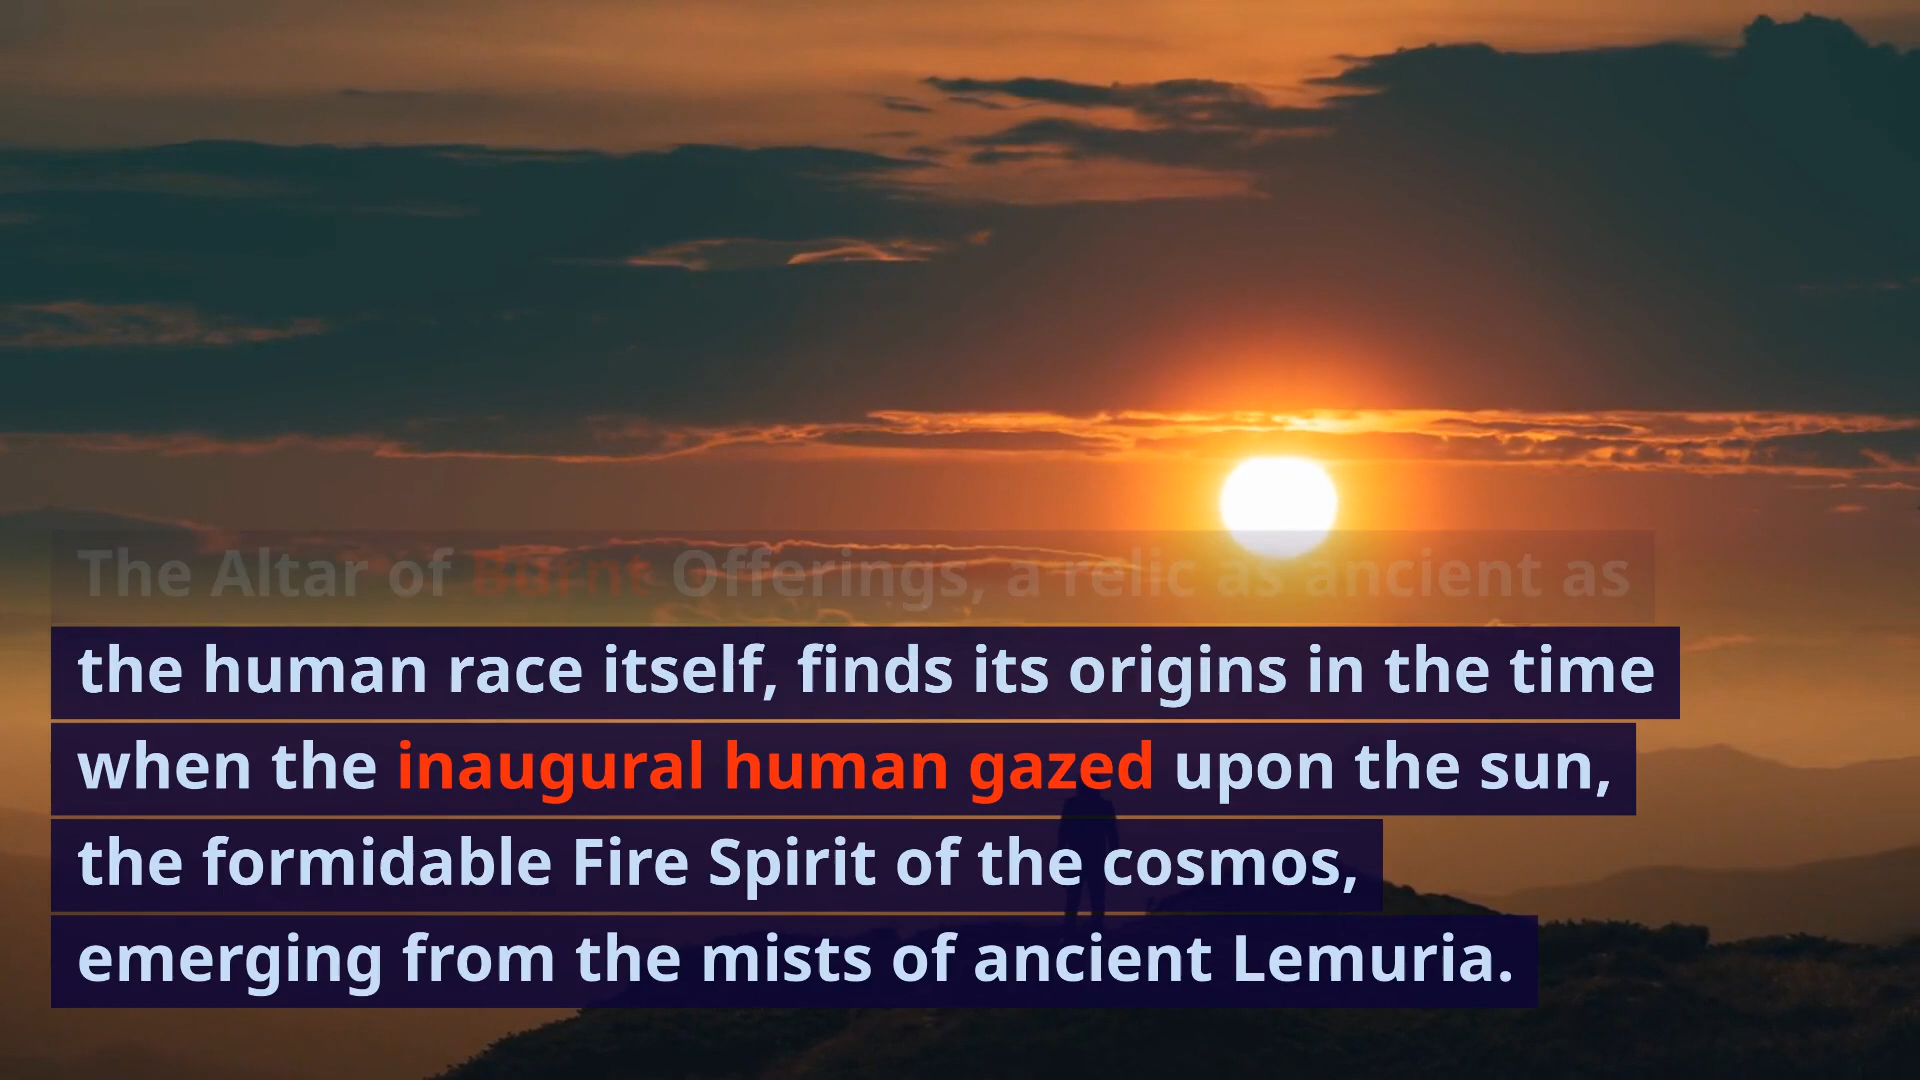 The Altar of Burnt Offerings, a relic as ancient as
the human race itself, finds its origins in the time
when the inaugural human gazed upon the sun,
the formidable Fire Spirit of the cosmos,
emerging from the mists of ancient Lemuria.